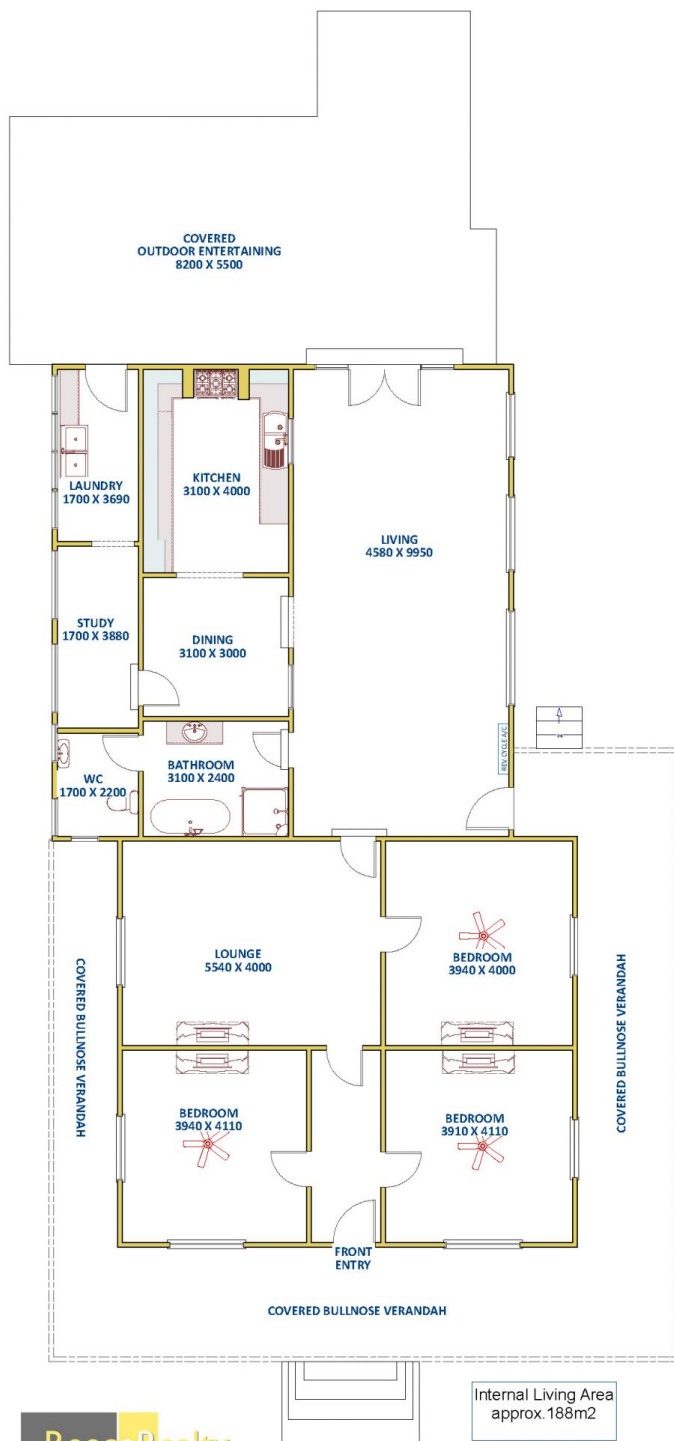 COVERED
OUTDOOR ENTERTAINING
8200 X 5500
LAUNDRY
1700 X 3690
KITCHEN
3100 X 4000
LIVING
4580 X 9950
STUDY
1700 X 3880
DINING
3100 X 3000
REV. CYCLE A/C
WC
1700 X 2200
BATHROOM
3100 X 2400
LOUNGE
5540 X 4000
BEDROOM
3940 X 4000
COVERED BULLNOSE VERANDAH
COVERED BULLNOSE VERANDAH
BEDROOM
3940 X 4110
BEDROOM
3910 X 4110
FRONT
ENTRY
COVERED BULLNOSE VERANDAH
Internal Living Area
approx.188m2